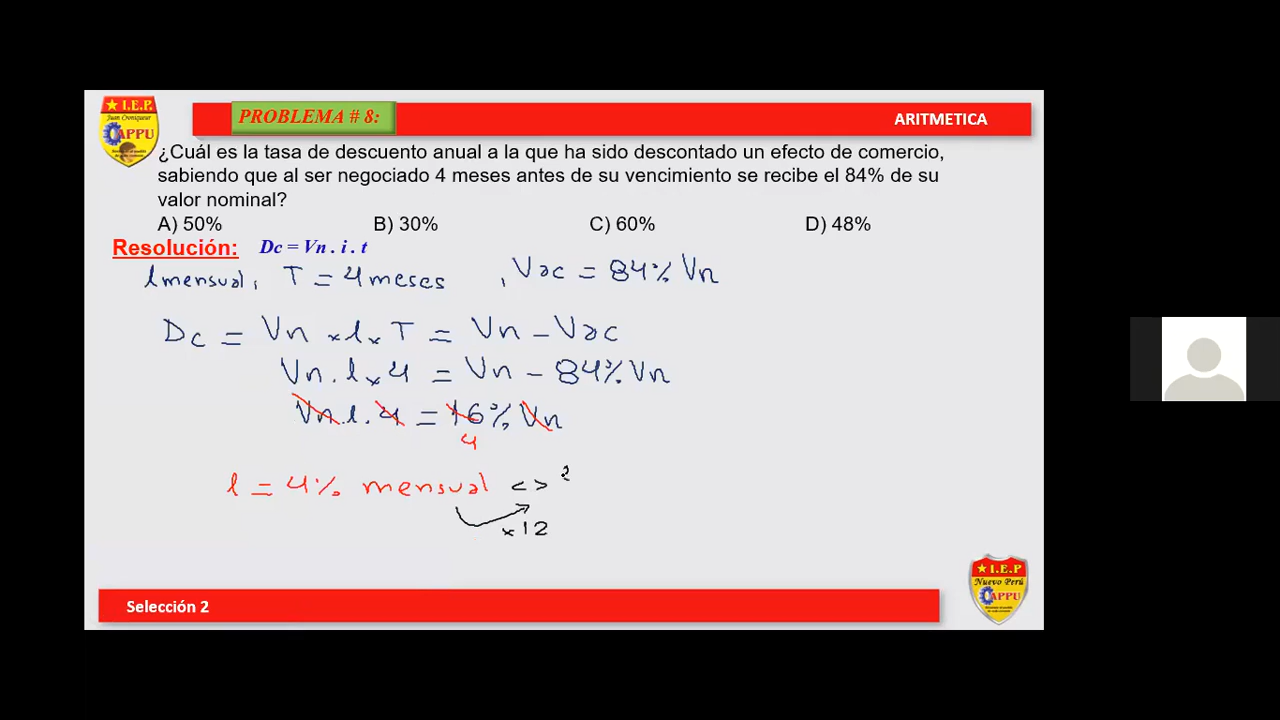 I.E.P.
Juan Croniqueur
APPU
PROBLEMA # 8:
ARITMETICA
¿Cuál es la tasa de descuento anual a la que ha sido descontado un efecto de comercio,
sabiendo que al ser negociado 4 meses antes de su vencimiento se recibe el 84% de su
valor nominal?
A) 50% B) 30% C) 60% D) 48%
Resolución: Dc = Vn . i . t
i mensual, T = 4 meses , Vac = 84% Vn
Dc = Vn × i × T = Vn - Vac
Vn . i × 4 = Vn - 84% Vn
Vn . i . 4 = 16% Vn
4
i = 4% mensual < >
× 12
I.E.P
Nuevo Perú
APPU
Selección 2